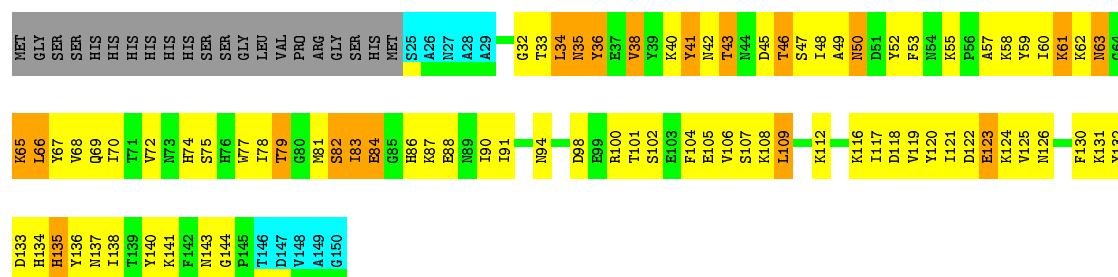 MET GLY SER SER HIS HIS HIS HIS HIS HIS SER SER GLY LEU VAL PRO ARG GLY SER HIS MET S25 A26 N27 A28 A29 G32 T33 L34 N35 Y36 E37 V38 Y39 K40 Y41 N42 T43 N44 D45 T46 S47 I48 A49 N50 D51 Y52 F53 N54 K55 P56 A57 K58 Y59 I60 K61 K62 N63 G64
K65 L66 Y67 V68 Q69 I70 T71 V72 N73 H74 S75 H76 W77 I78 T79 G80 M81 S82 I83 E84 G85 H86 K87 E88 N89 I90 I91 N94 D98 E99 R100 T101 S102 E103 F104 E105 V106 S107 K108 L109 K112 K116 I117 D118 V119 Y120 I121 D122 E123 K124 V125 N126 F130 K131 Y132
D133 H134 H135 Y136 N137 I138 T139 Y140 K141 F142 N143 G144 P145 T146 D147 V148 A149 G150